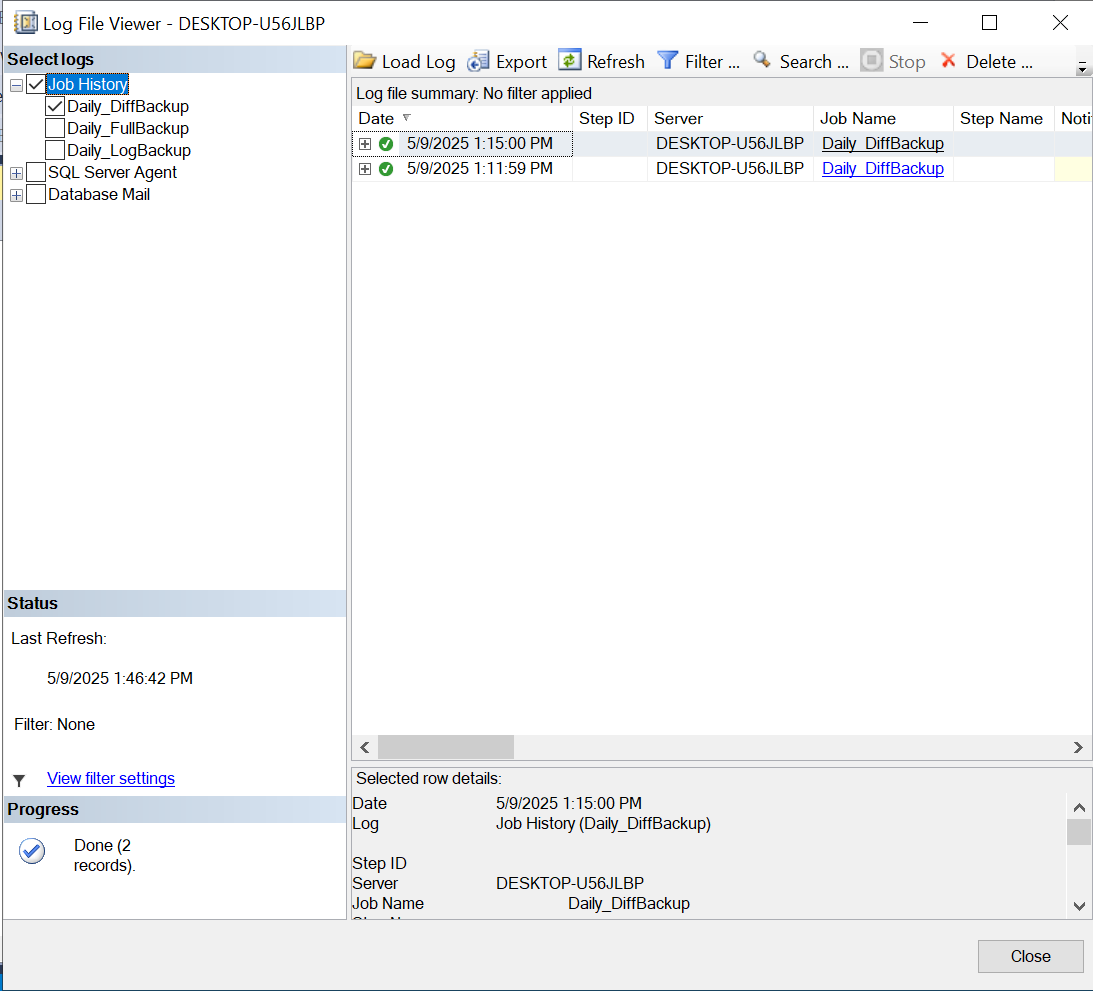 Log File Viewer - DESKTOP-U56JLBP
Select logs
Job History
Daily_DiffBackup
Daily_FullBackup
Daily_LogBackup
SQL Server Agent
Database Mail
Status
Last Refresh:
5/9/2025 1:46:42 PM
Filter: None
View filter settings
Progress
Done (2
records).
Load Log Export Refresh Filter ... Search ... Stop Delete ...
Log file summary: No filter applied
Date Step ID Server Job Name Step Name Noti
5/9/2025 1:15:00 PM DESKTOP-U56JLBP Daily_DiffBackup
5/9/2025 1:11:59 PM DESKTOP-U56JLBP Daily_DiffBackup
Selected row details:
Date 5/9/2025 1:15:00 PM
Log Job History (Daily_DiffBackup)
Step ID
Server DESKTOP-U56JLBP
Job Name Daily_DiffBackup
Close